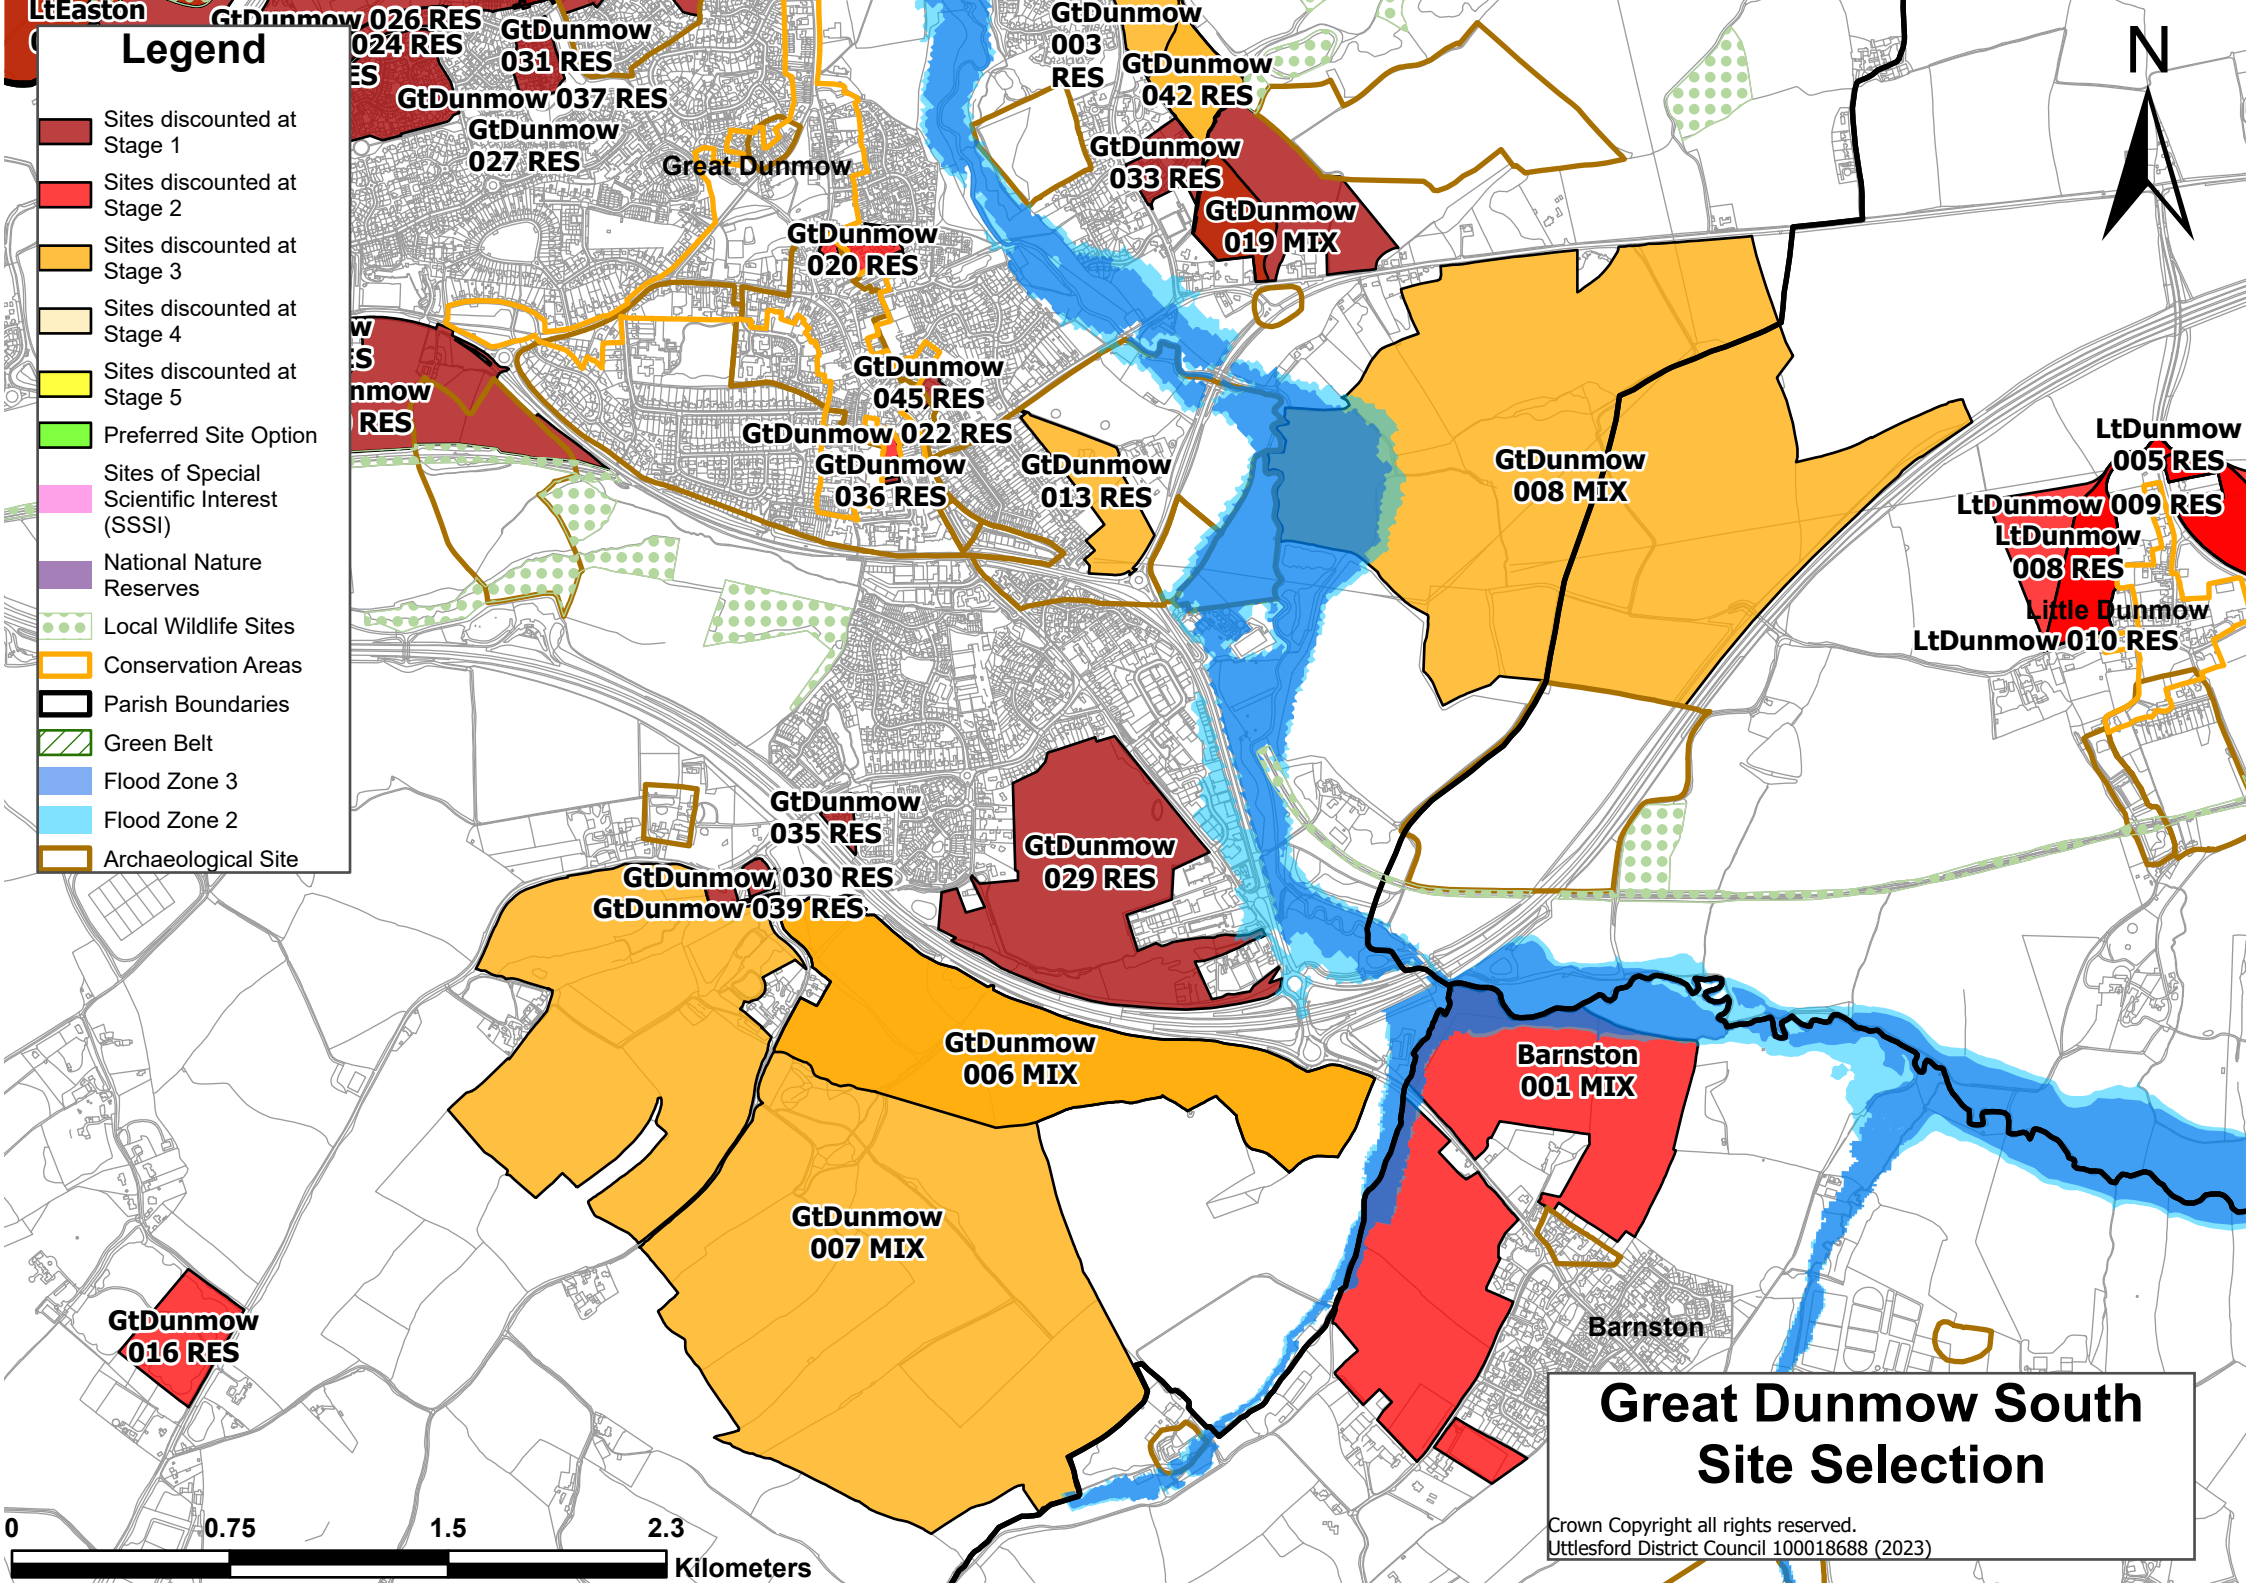 LtEaston
Legend
Sites discounted at
Stage 1
Sites discounted at
Stage 2
Sites discounted at
Stage 3
Sites discounted at
Stage 4
Sites discounted at
Stage 5
Preferred Site Option
Sites of Special
Scientific Interest
(SSSI)
National Nature
Reserves
Local Wildlife Sites
Conservation Areas
Parish Boundaries
Green Belt
Flood Zone 3
Flood Zone 2
Archaeological Site
GtDunmow 026 RES
024 RES
ES
GtDunmow
031 RES
GtDunmow 037 RES
GtDunmow
027 RES
Great Dunmow
GtDunmow
003
RES
GtDunmow
042 RES
GtDunmow
033 RES
GtDunmow
019 MIX
N
GtDunmow
020 RES
w
ES
nmow
RES
GtDunmow
045 RES
GtDunmow 022 RES
GtDunmow
036 RES
GtDunmow
013 RES
GtDunmow
008 MIX
LtDunmow
005 RES
LtDunmow 009 RES
LtDunmow
008 RES
Little Dunmow
LtDunmow 010 RES
GtDunmow
035 RES
GtDunmow 030 RES
GtDunmow 039 RES
GtDunmow
029 RES
GtDunmow
006 MIX
Barnston
001 MIX
GtDunmow
007 MIX
GtDunmow
016 RES
Barnston
Great Dunmow South
Site Selection
Crown Copyright all rights reserved.
Uttlesford District Council 100018688 (2023)
0 0.75 1.5 2.3
Kilometers